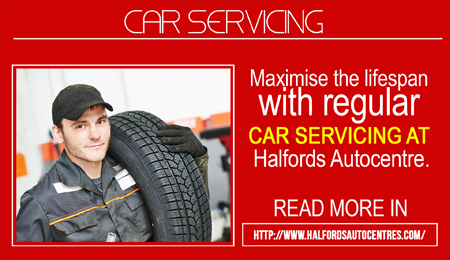 CAR SERVICING
Maximise the lifespan
with regular
CAR SERVICING AT
Halfords Autocentre.
READ MORE IN
HTTP://WWW.HALFORDSAUTOCENTRES.COM/